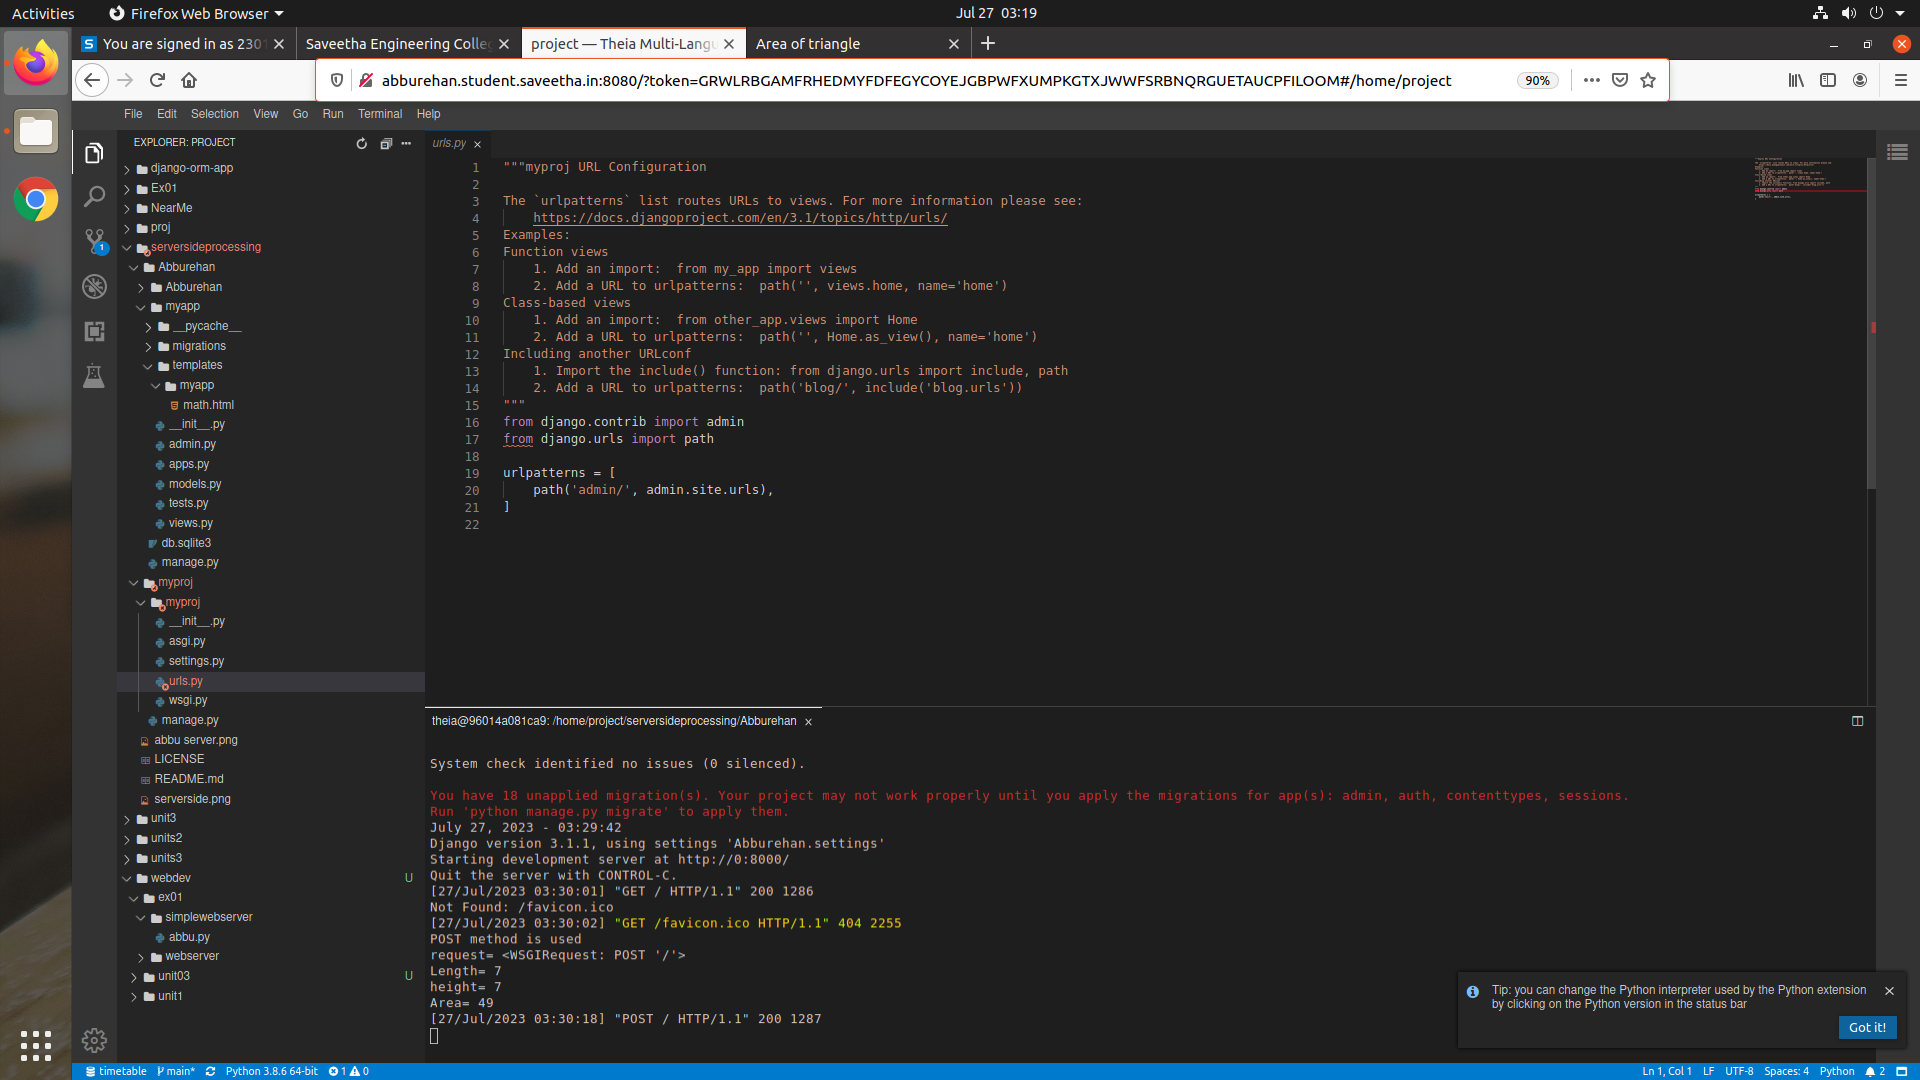 Activities
Firefox Web Browser
Jul 27 03:19
You are signed in as 230
Saveetha Engineering Colle
project — Theia Multi-Langu
Area of triangle
abburehan.student.saveetha.in:8080/?token=GRWLRBGAMFRHEDMYFDFEGYCOYEJGBPWFXUMPKGTXJWWFSRBNQRGUETAUCPFILOOM#/home/project
90%
File Edit Selection View Go Run Terminal Help
EXPLORER: PROJECT
django-orm-app
Ex01
NearMe
proj
serversideprocessing
Abburehan
Abburehan
myapp
__pycache__
migrations
templates
myapp
math.html
__init__.py
admin.py
apps.py
models.py
tests.py
views.py
db.sqlite3
manage.py
myproj
myproj
__init__.py
asgi.py
settings.py
urls.py
wsgi.py
manage.py
abbu server.png
LICENSE
README.md
serverside.png
unit3
units2
units3
webdev U
ex01
simplewebserver
abbu.py
webserver
unit03 U
unit1
1
urls.py
1 """myproj URL Configuration
2
3 The `urlpatterns` list routes URLs to views. For more information please see:
4     https://docs.djangoproject.com/en/3.1/topics/http/urls/
5 Examples:
6 Function views
7     1. Add an import:  from my_app import views
8     2. Add a URL to urlpatterns:  path('', views.home, name='home')
9 Class-based views
10     1. Add an import:  from other_app.views import Home
11     2. Add a URL to urlpatterns:  path('', Home.as_view(), name='home')
12 Including another URLconf
13     1. Import the include() function: from django.urls import include, path
14     2. Add a URL to urlpatterns:  path('blog/', include('blog.urls'))
15 """
16 from django.contrib import admin
17 from django.urls import path
18
19 urlpatterns = [
20     path('admin/', admin.site.urls),
21 ]
22
theia@96014a081ca9: /home/project/serversideprocessing/Abburehan
System check identified no issues (0 silenced).
You have 18 unapplied migration(s). Your project may not work properly until you apply the migrations for app(s): admin, auth, contenttypes, sessions.
Run 'python manage.py migrate' to apply them.
July 27, 2023 - 03:29:42
Django version 3.1.1, using settings 'Abburehan.settings'
Starting development server at http://0:8000/
Quit the server with CONTROL-C.
[27/Jul/2023 03:30:01] "GET / HTTP/1.1" 200 1286
Not Found: /favicon.ico
[27/Jul/2023 03:30:02] "GET /favicon.ico HTTP/1.1" 404 2255
POST method is used
request= <WSGIRequest: POST '/'>
Length= 7
height= 7
Area= 49
[27/Jul/2023 03:30:18] "POST / HTTP/1.1" 200 1287
Tip: you can change the Python interpreter used by the Python extension
by clicking on the Python version in the status bar
Got it!
timetable main* Python 3.8.6 64-bit 1 0
Ln 1, Col 1 LF UTF-8 Spaces: 4 Python 2